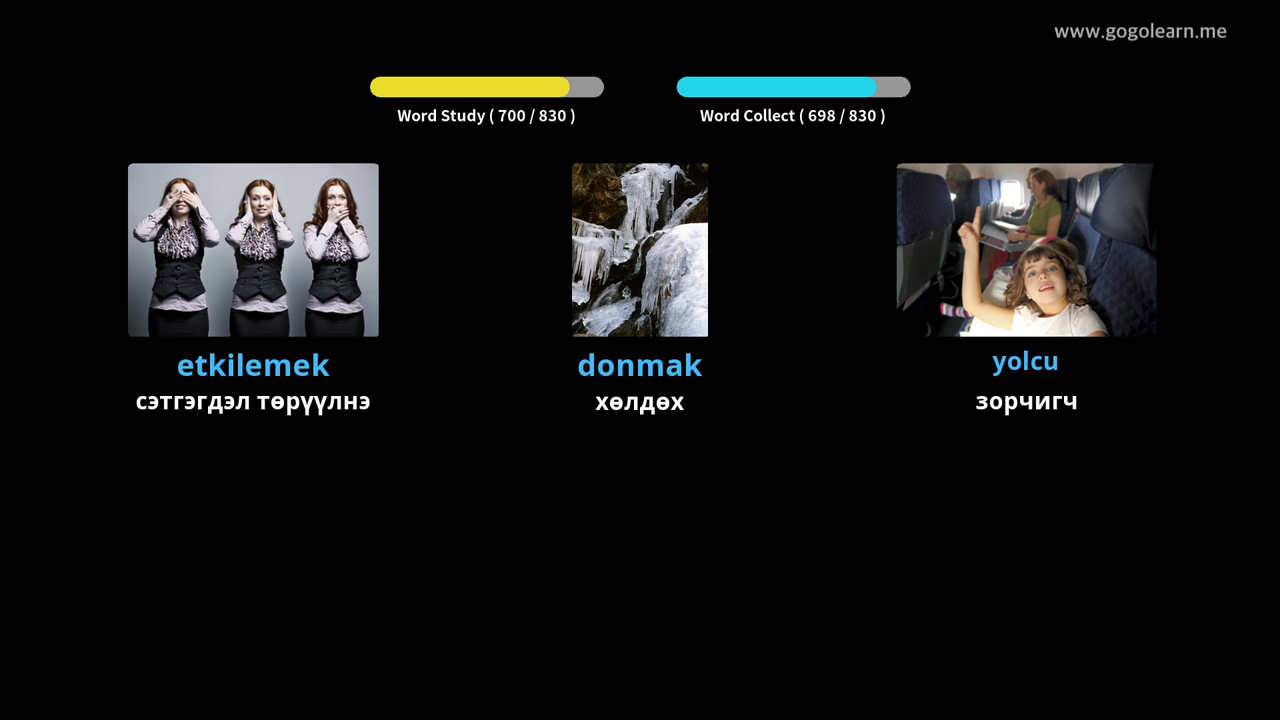 www.gogolearn.me
Word Study ( 700 / 830 )
Word Collect ( 698 / 830 )
etkilemek
сэтгэгдэл төрүүлнэ
donmak
хөлдөх
yolcu
зорчигч